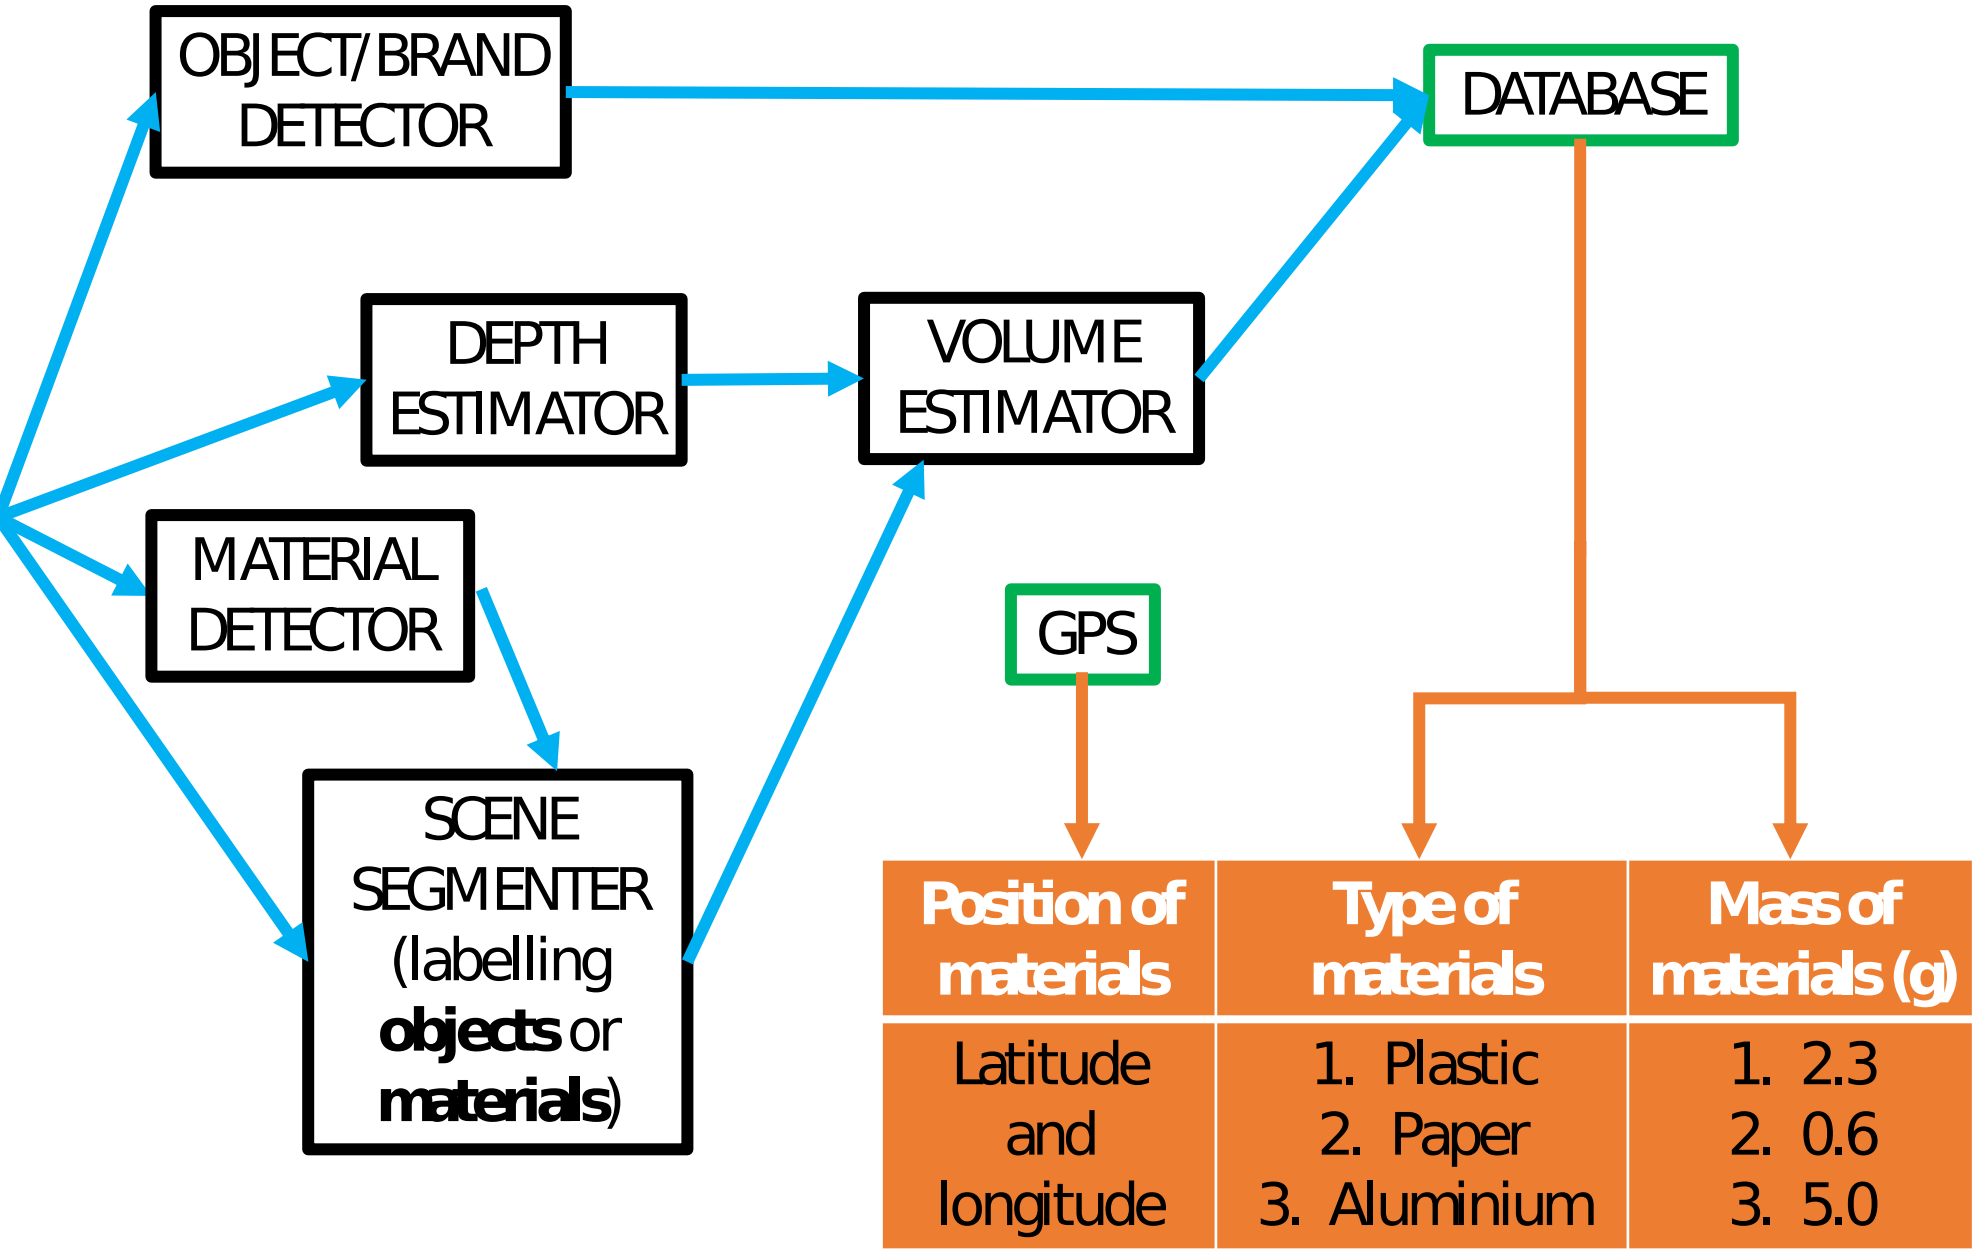 OBJECT/BRAND
DETECTOR
DATABASE
DEPTH
ESTIMATOR
VOLUME
ESTIMATOR
MATERIAL
DETECTOR
GPS
SCENE
SEGMENTER
(labelling
objects or
materials)
Position of
materials
Type of
materials
Mass of
materials (g)
Latitude
and
longitude
1. Plastic
2. Paper
3. Aluminium
1. 2.3
2. 0.6
3. 5.0